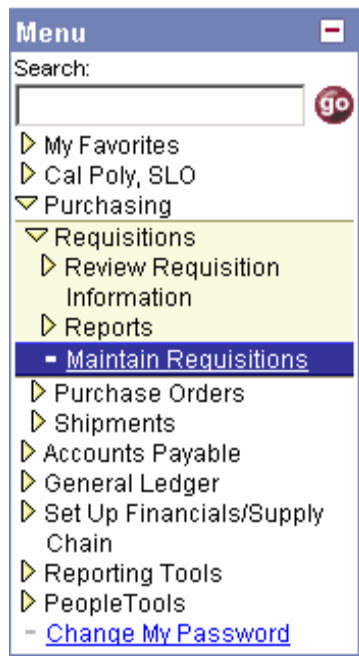 Menu
Search:
go
My Favorites
Cal Poly, SLO
Purchasing
Requisitions
Review Requisition
Information
Reports
Maintain Requisitions
Purchase Orders
Shipments
Accounts Payable
General Ledger
Set Up Financials/Supply
Chain
Reporting Tools
PeopleTools
Change My Password